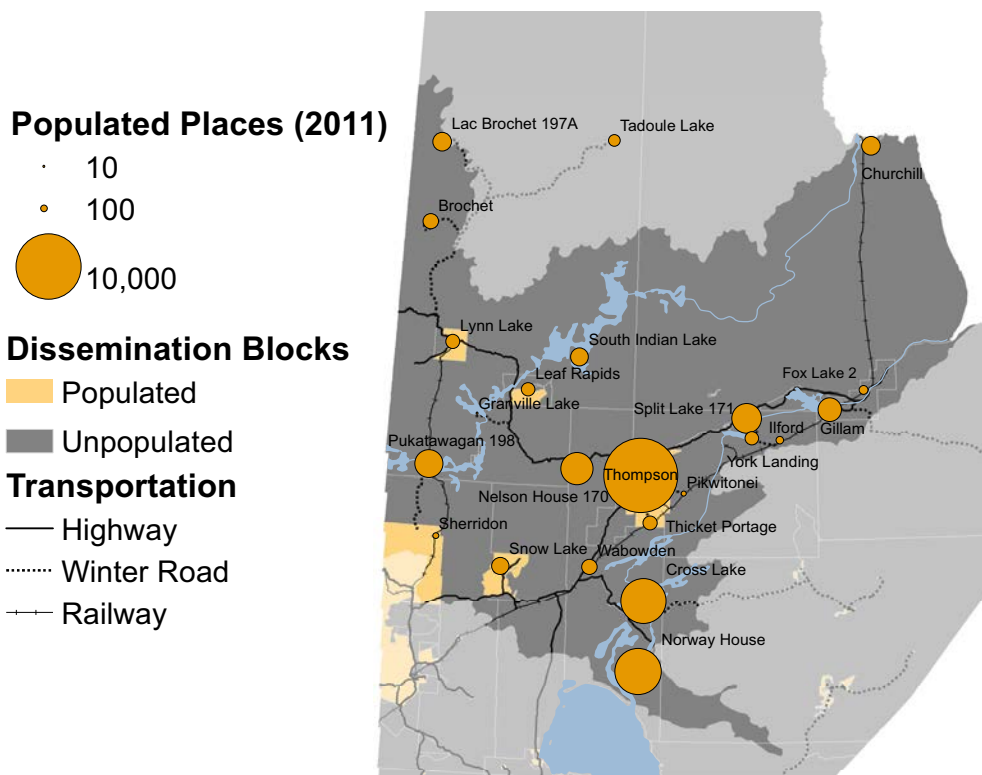 Populated Places (2011)
10
100
10,000
Dissemination Blocks
Populated
Unpopulated
Transportation
Highway
Winter Road
Railway
Lac Brochet 197A
Tadoule Lake
Churchill
Brochet
Lynn Lake
South Indian Lake
Leaf Rapids
Fox Lake 2
Granville Lake
Split Lake 171
Ilford
Gillam
Pukatawagan 198
York Landing
Thompson
Pikwitonei
Nelson House 170
Sherridon
Thicket Portage
Snow Lake
Wabowden
Cross Lake
Norway House